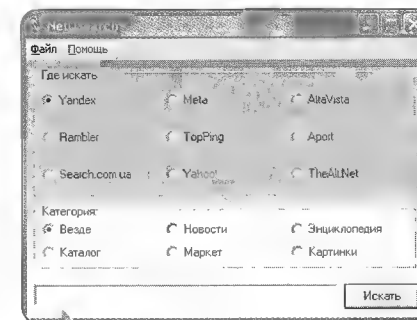 Файл Помощь
Где искать
Yandex Meta AltaVista
Rambler TopPing Aport
Search.com.ua Yahoo! TheAltNet
Категория:
Везде Новости Энциклопедия
Каталог Маркет Картинки
Искать